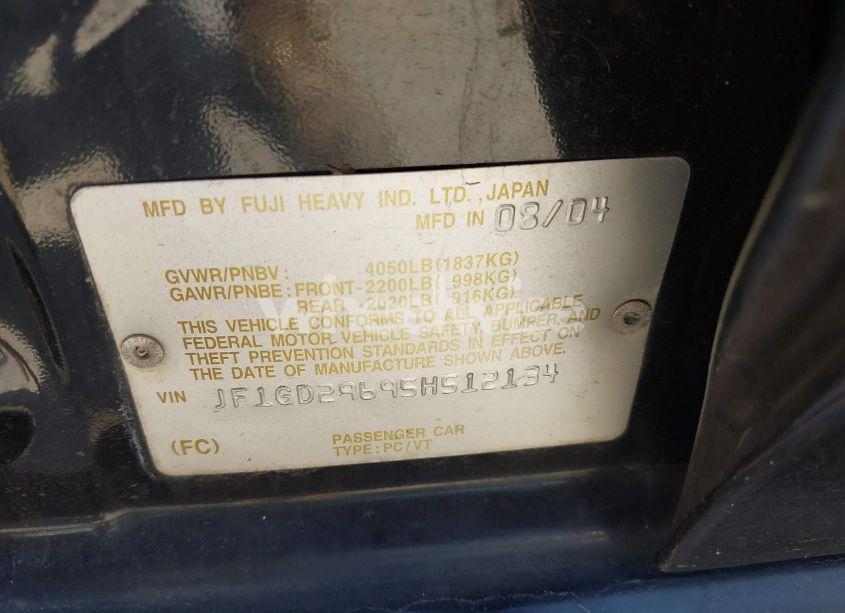 MFD BY FUJI HEAVY IND. LTD.,JAPAN
MFD IN 08/04
GVWR/PNBV: 4050LB(1837KG)
GAWR/PNBE: FRONT-2200LB( 998KG)
REAR -2020LB( 916KG)
THIS VEHICLE CONFORMS TO ALL APPLICABLE
FEDERAL MOTOR VEHICLE SAFETY, BUMPER, AND
THEFT PREVENTION STANDARDS IN EFFECT ON
THE DATE OF MANUFACTURE SHOWN ABOVE.
VIN JF1GD29695H512134
(FC) PASSENGER CAR
TYPE: PC/VT